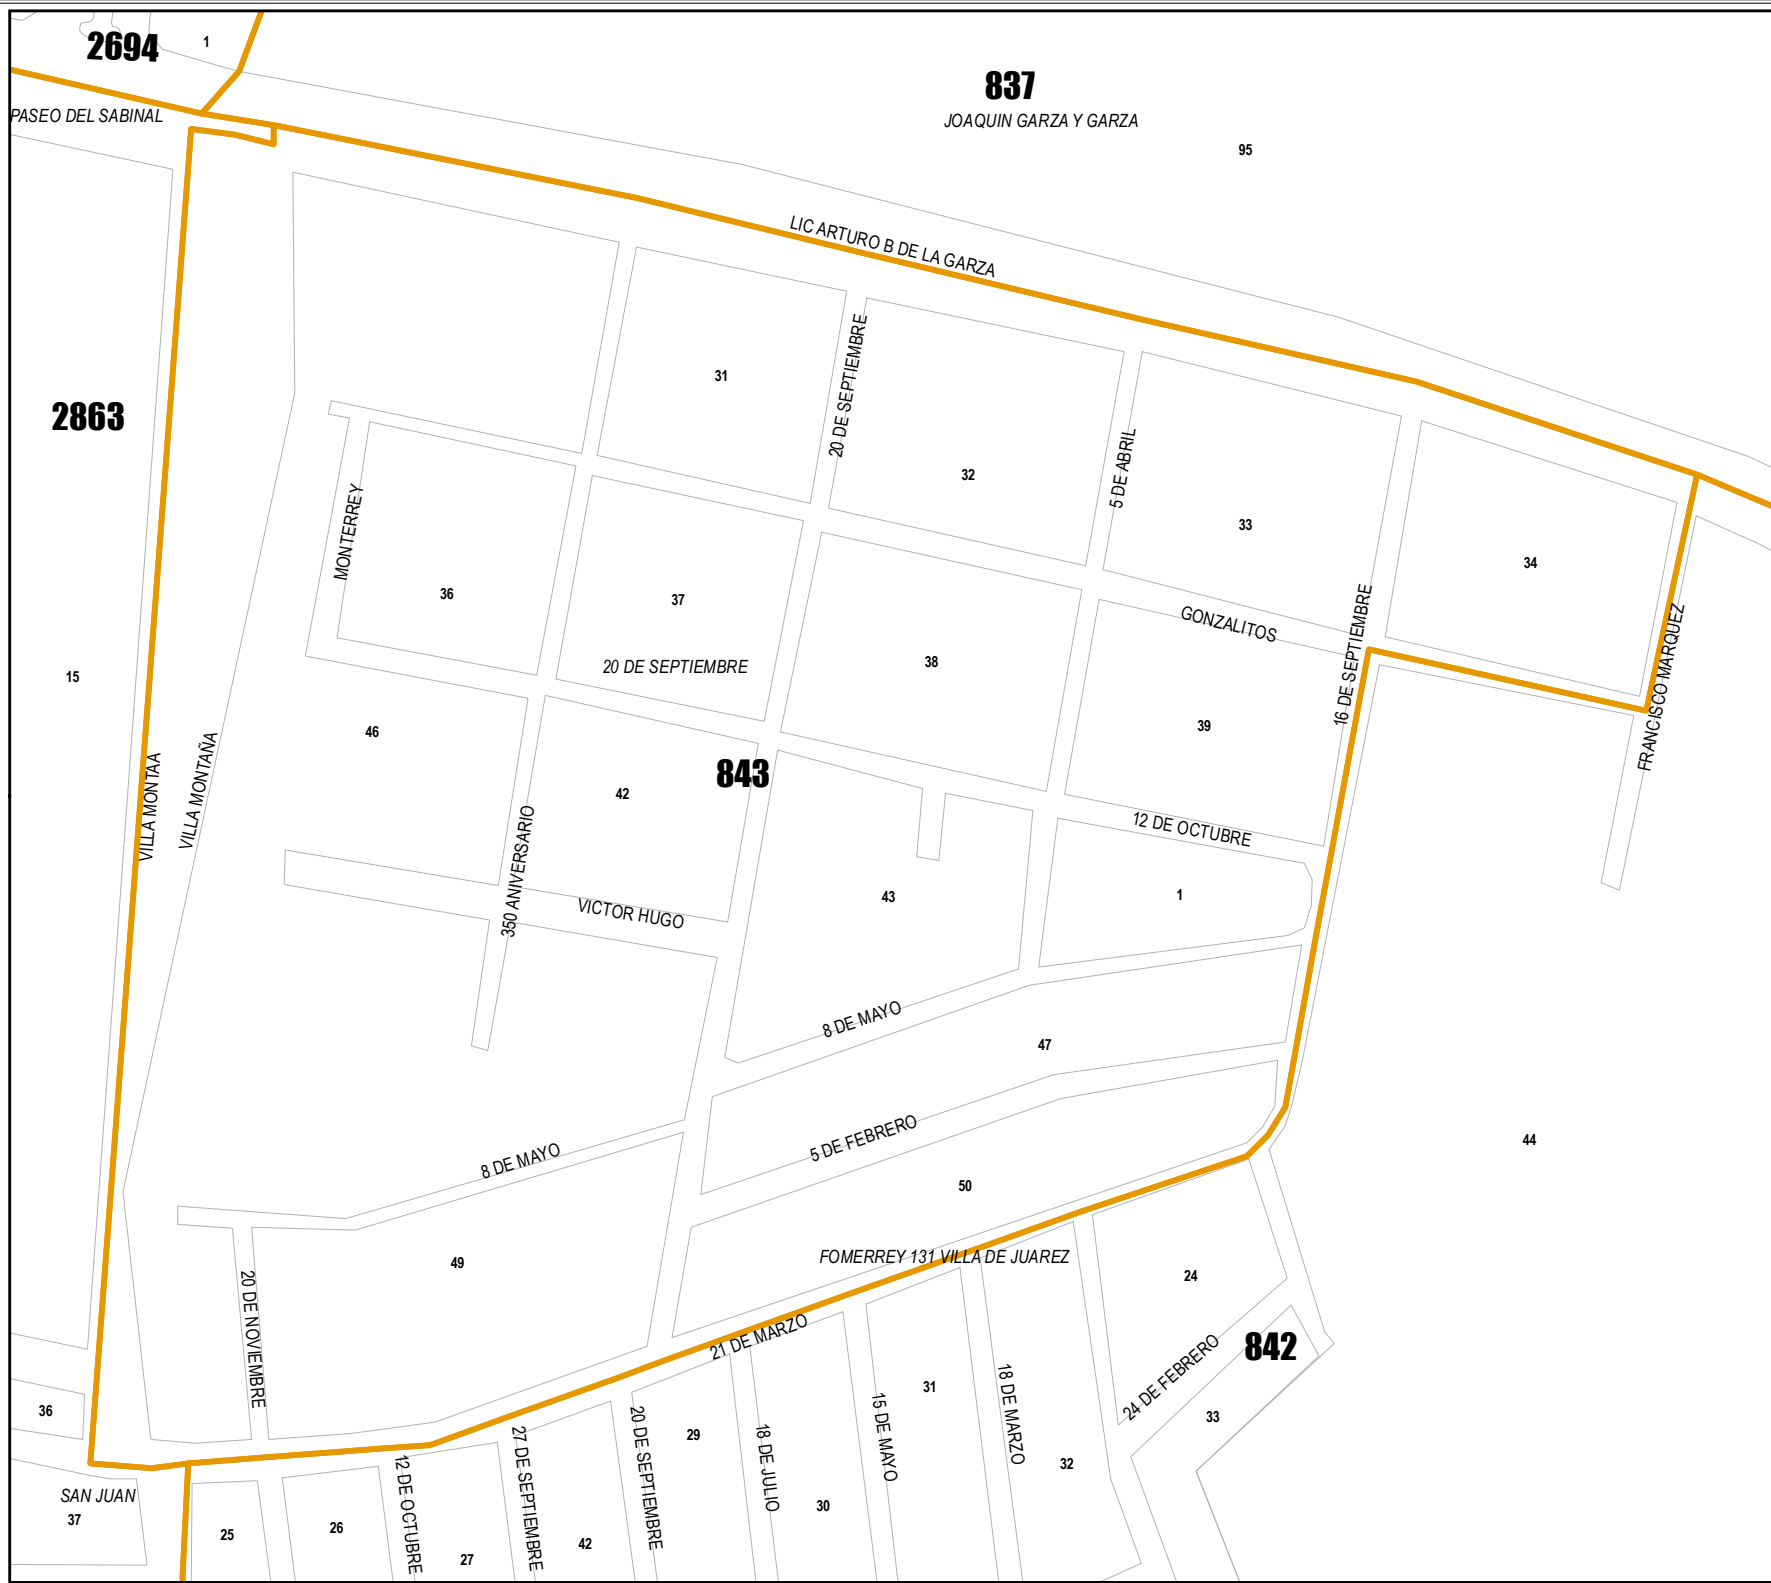 2694
1
837
PASEO DEL SABINAL
JOAQUIN GARZA Y GARZA
95
LIC ARTURO B DE LA GARZA
31
20 DE SEPTIEMBRE
2863
5 DE ABRIL
32
33
34
MONTERREY
36
37
GONZALITOS
16 DE SEPTIEMBRE
FRANCISCO MARQUEZ
20 DE SEPTIEMBRE
38
15
46
39
843
VILLA MONTAA
VILLA MONTAÑA
42
350 ANIVERSARIO
12 DE OCTUBRE
43
1
VICTOR HUGO
8 DE MAYO
47
5 DE FEBRERO
44
8 DE MAYO
50
FOMERREY 131 VILLA DE JUAREZ
49
24
20 DE NOVIEMBRE
21 DE MARZO
842
24 DE FEBRERO
31
18 DE MARZO
36
33
15 DE MAYO
29
18 DE JULIO
20 DE SEPTIEMBRE
27 DE SEPTIEMBRE
32
12 DE OCTUBRE
SAN JUAN
37
30
25
26
42
27